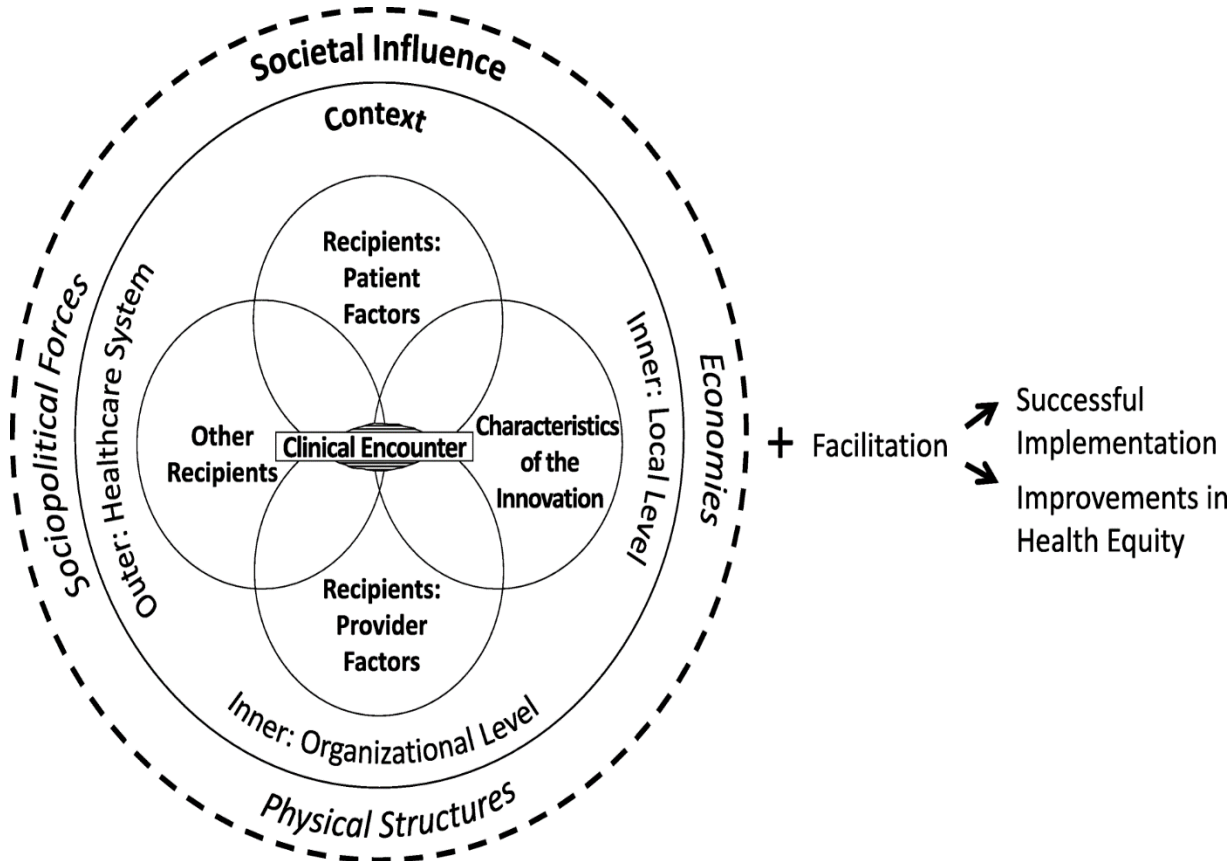 Societal Influence
Context
Recipients:
Patient
Factors
Sociopolitical Forces
Outer: Healthcare System
Other
Recipients
Clinical Encounter
Characteristics
of the
Innovation
Inner: Local Level
Economies
Recipients:
Provider
Factors
Inner: Organizational Level
Physical Structures
+ Facilitation
Successful
Implementation
Improvements in
Health Equity